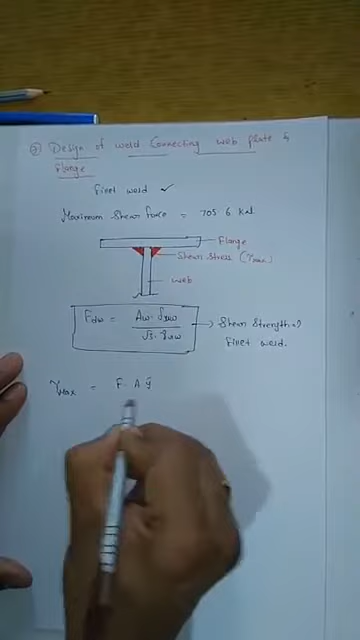 ② Design of weld Connecting web plate &
Flange
Fillet weld ✓
Maximum Shear force = 705.6 KN
Flange
Shear Stress (τmax)
web
Fdw = Aw · fuw / √3 · γmw
→ Shear Strength of
Fillet weld.
τmax = F · A ȳ